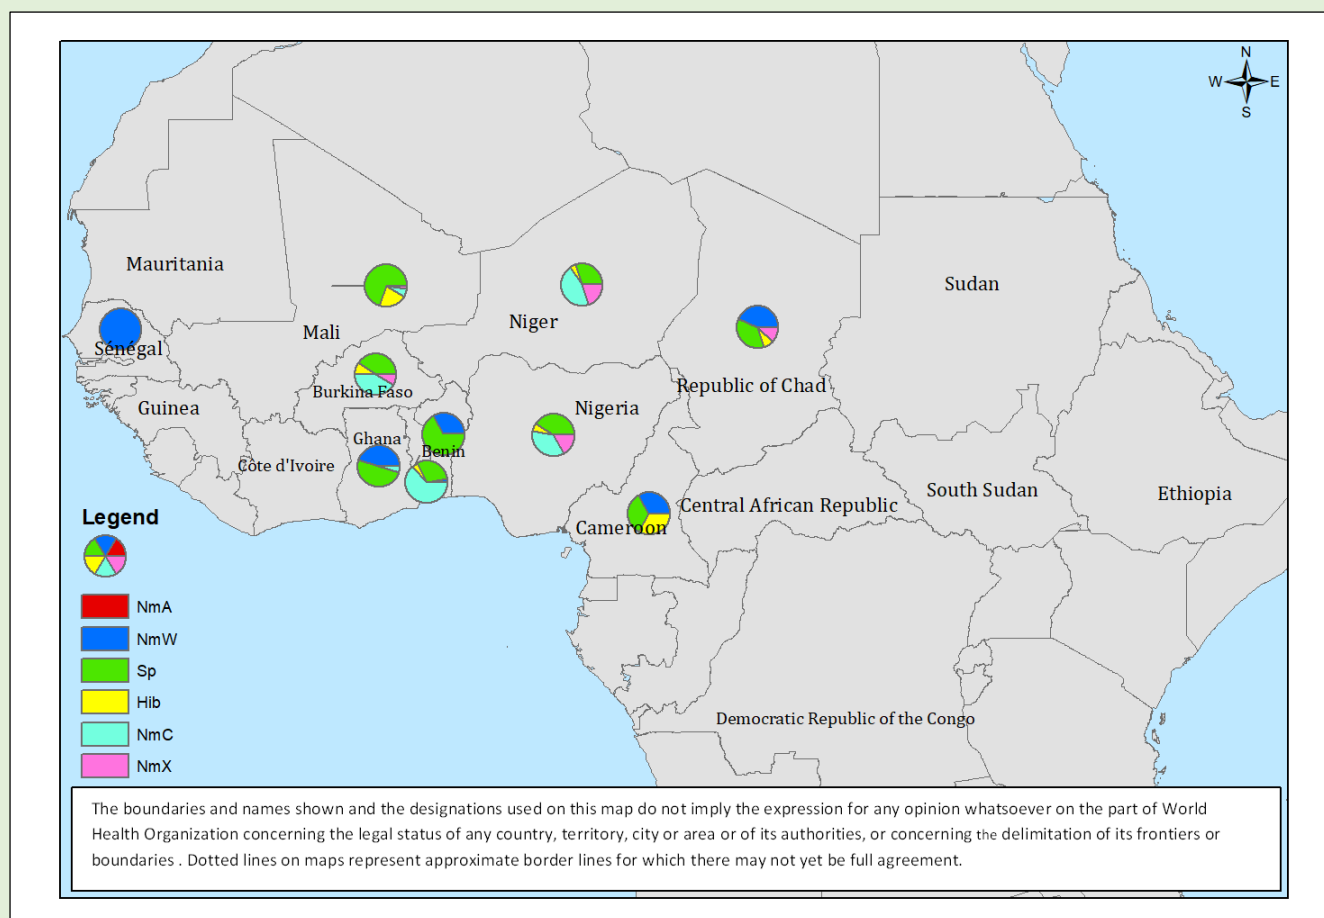 N
W E
S
Mauritania
Sudan
Niger
Mali
Sénégal
Republic of Chad
Burkina Faso
Guinea
Nigeria
Ghana
Benin
Côte d'Ivoire
South Sudan
Ethiopia
Central African Republic
Cameroon
Legend
NmA
NmW
Sp
Hib
NmC
NmX
Democratic Republic of the Congo
The boundaries and names shown and the designations used on this map do not imply the expression for any opinion whatsoever on the part of World
Health Organization concerning the legal status of any country, territory, city or area or of its authorities, or concerning the delimitation of its frontiers or
boundaries . Dotted lines on maps represent approximate border lines for which there may not yet be full agreement.